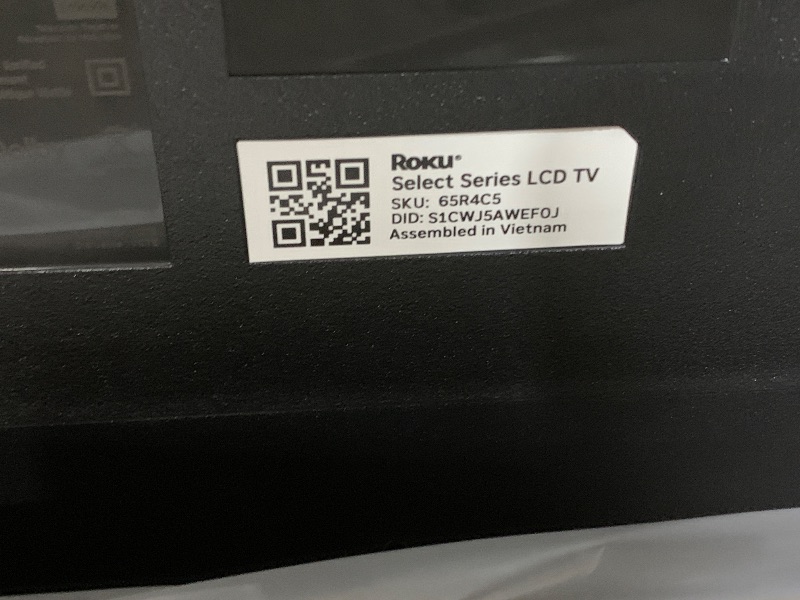 Roku®
Select Series LCD TV
SKU: 65R4C5
DID: S1CWJ5AWEF0J
Assembled in Vietnam